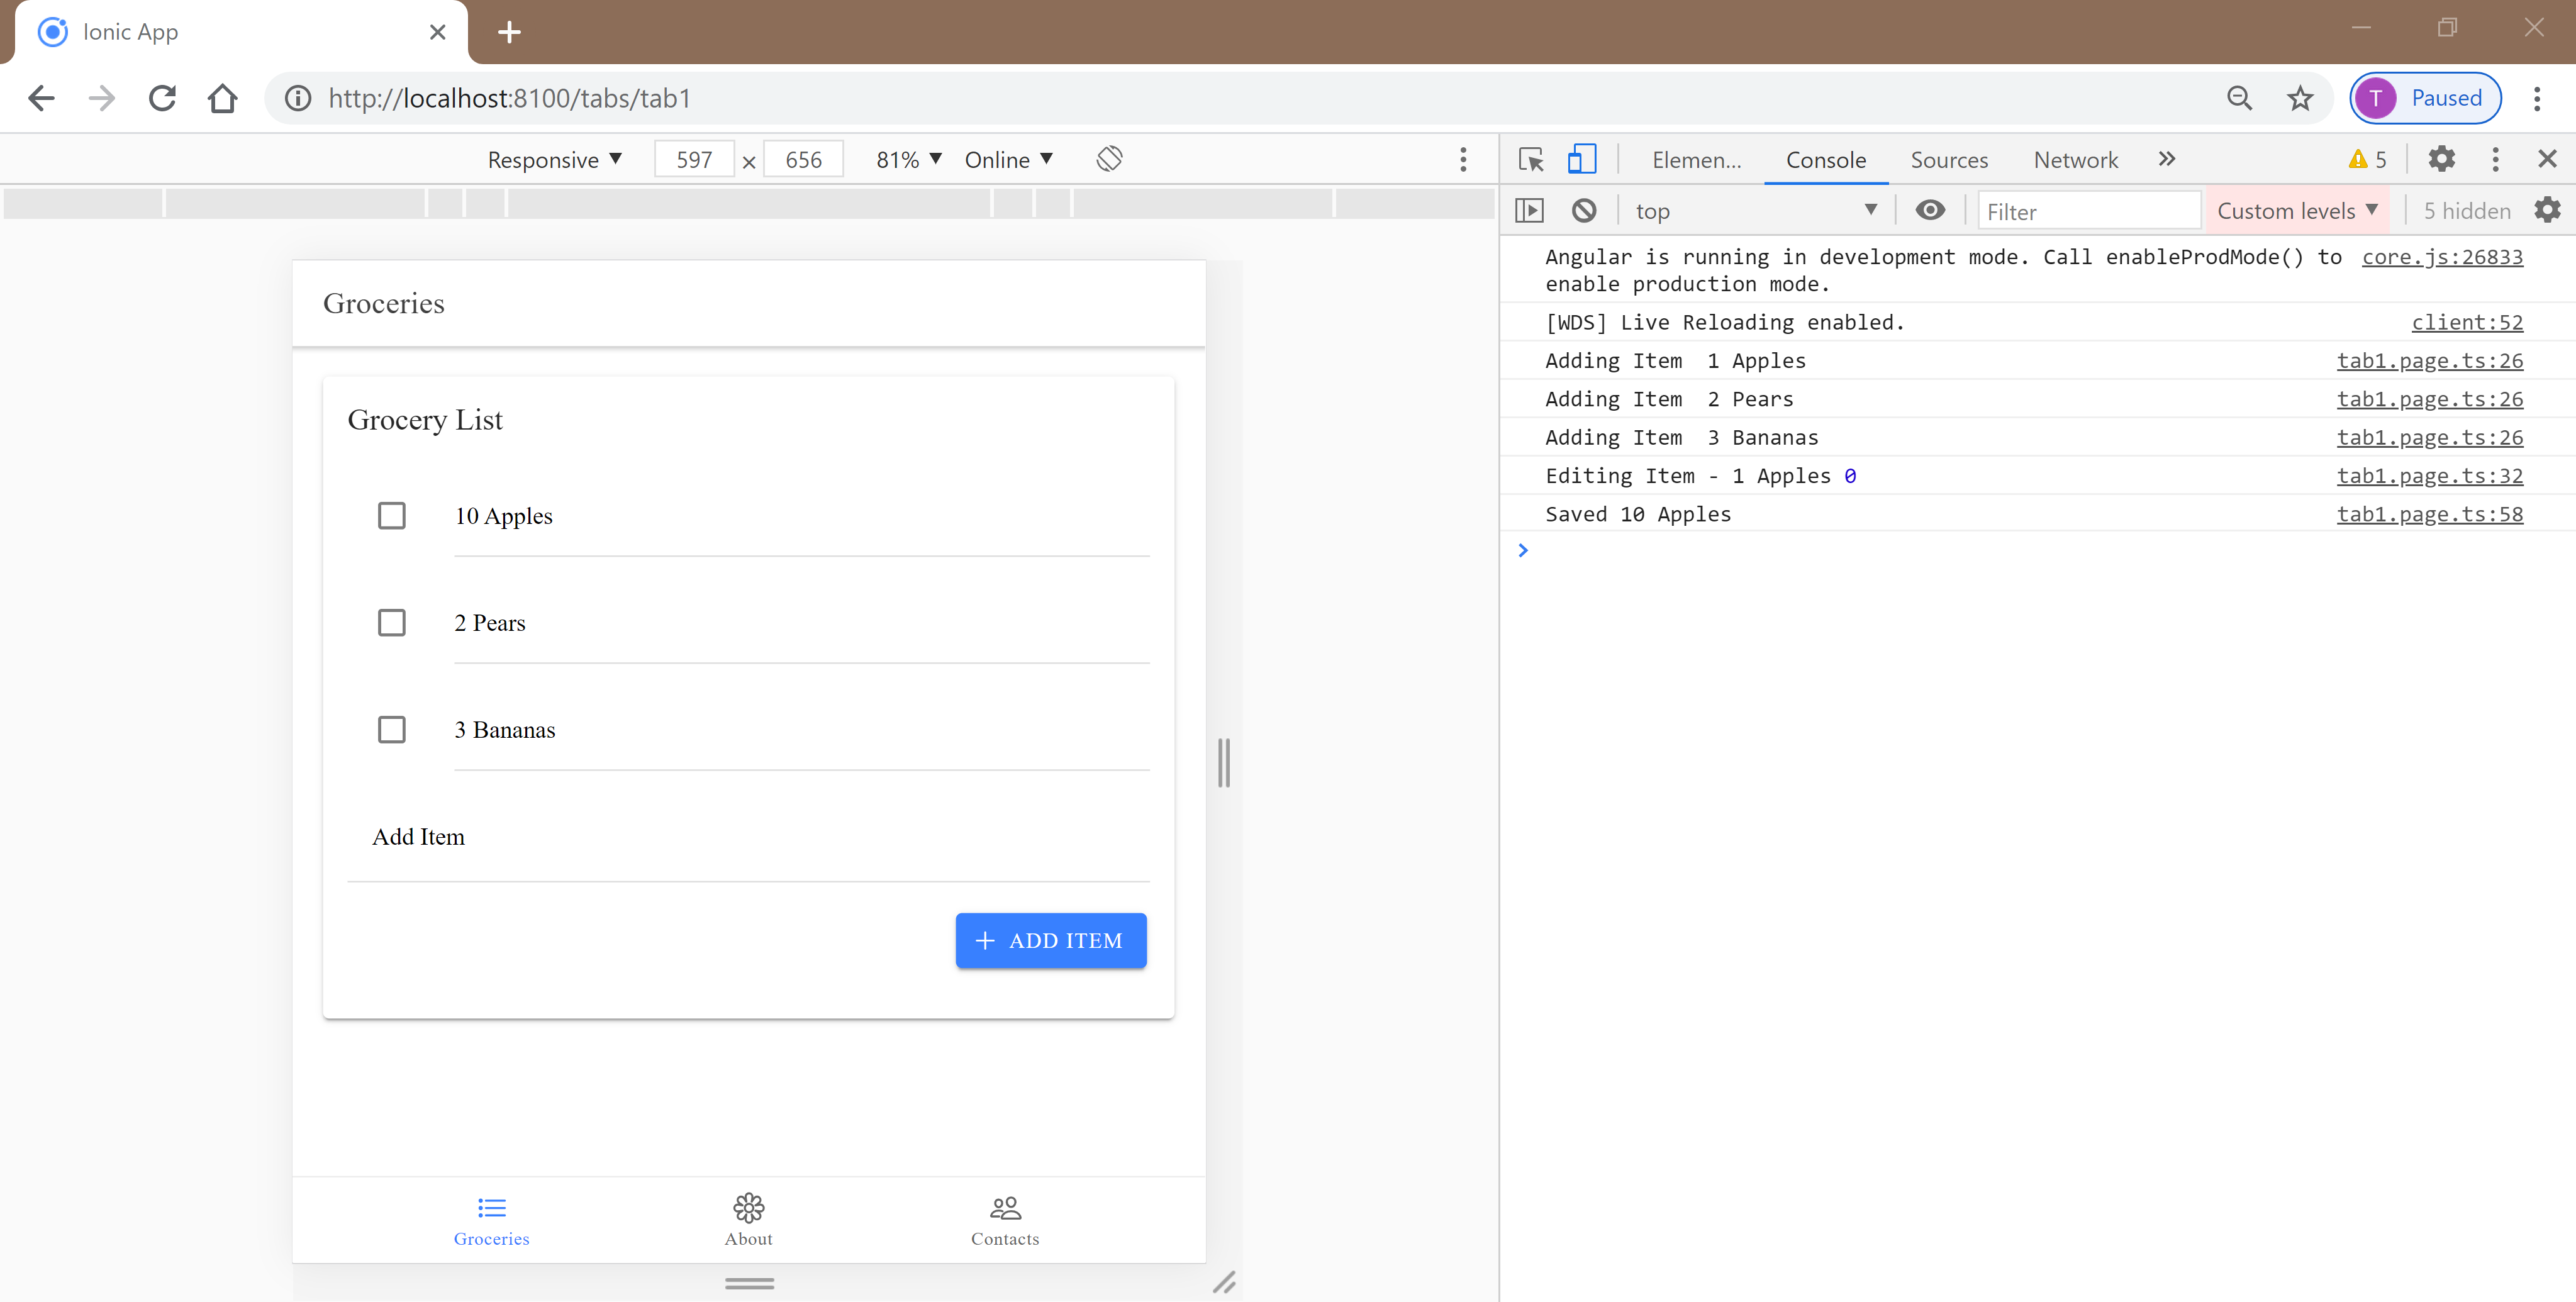 Ionic App
http://localhost:8100/tabs/tab1
T Paused
Responsive 597 × 656 81% Online
Elemen... Console Sources Network 5
top Filter Custom levels 5 hidden
Groceries
Grocery List
10 Apples
2 Pears
3 Bananas
Add Item
+ ADD ITEM
Groceries About Contacts
Angular is running in development mode. Call enableProdMode() to core.js:26833
enable production mode.
[WDS] Live Reloading enabled. client:52
Adding Item  1 Apples tab1.page.ts:26
Adding Item  2 Pears tab1.page.ts:26
Adding Item  3 Bananas tab1.page.ts:26
Editing Item - 1 Apples 0 tab1.page.ts:32
Saved 10 Apples tab1.page.ts:58